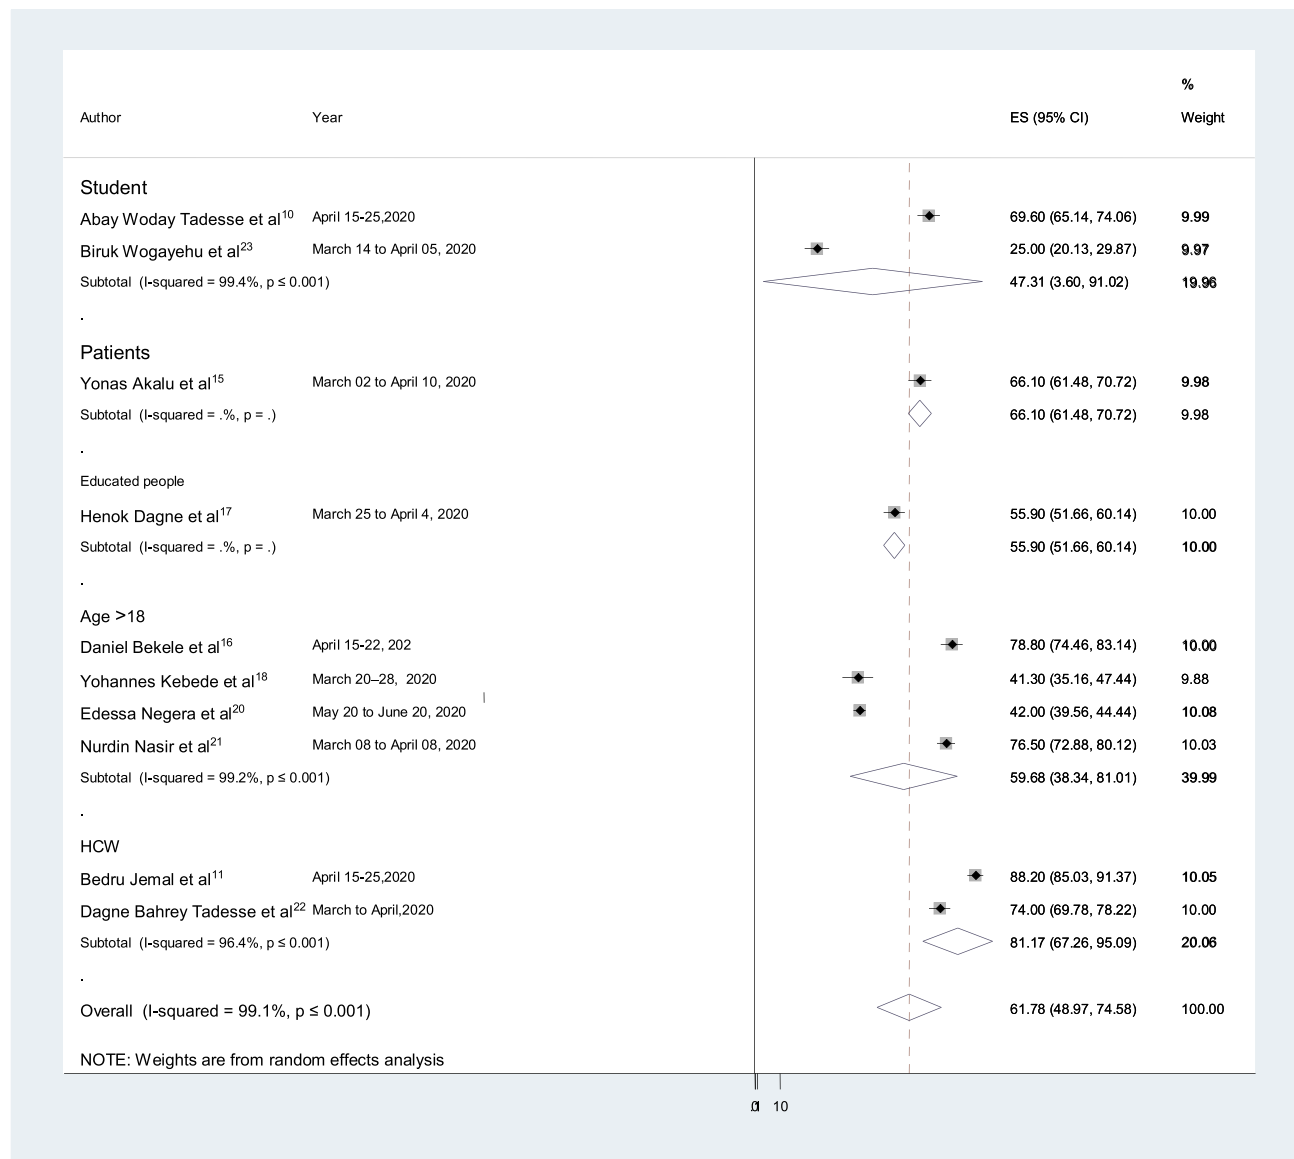 %
Author Year ES (95% CI) Weight
Student
Abay Woday Tadesse et al10 April 15-25,2020 69.60 (65.14, 74.06) 9.99
Biruk Wogayehu et al23 March 14 to April 05, 2020 25.00 (20.13, 29.87) 9.97
Subtotal (I-squared = 99.4%, p ≤ 0.001) 47.31 (3.60, 91.02) 19.96
.
Patients
Yonas Akalu et al15 March 02 to April 10, 2020 66.10 (61.48, 70.72) 9.98
Subtotal (I-squared = .%, p = .) 66.10 (61.48, 70.72) 9.98
.
Educated people
Henok Dagne et al17 March 25 to April 4, 2020 55.90 (51.66, 60.14) 10.00
Subtotal (I-squared = .%, p = .) 55.90 (51.66, 60.14) 10.00
.
Age >18
Daniel Bekele et al16 April 15-22, 202 78.80 (74.46, 83.14) 10.00
Yohannes Kebede et al18 March 20–28, 2020 41.30 (35.16, 47.44) 9.88
Edessa Negera et al20 May 20 to June 20, 2020 42.00 (39.56, 44.44) 10.08
Nurdin Nasir et al21 March 08 to April 08, 2020 76.50 (72.88, 80.12) 10.03
Subtotal (I-squared = 99.2%, p ≤ 0.001) 59.68 (38.34, 81.01) 39.99
.
HCW
Bedru Jemal et al11 April 15-25,2020 88.20 (85.03, 91.37) 10.05
Dagne Bahrey Tadesse et al22 March to April,2020 74.00 (69.78, 78.22) 10.00
Subtotal (I-squared = 96.4%, p ≤ 0.001) 81.17 (67.26, 95.09) 20.06
.
Overall (I-squared = 99.1%, p ≤ 0.001) 61.78 (48.97, 74.58) 100.00
NOTE: Weights are from random effects analysis
10